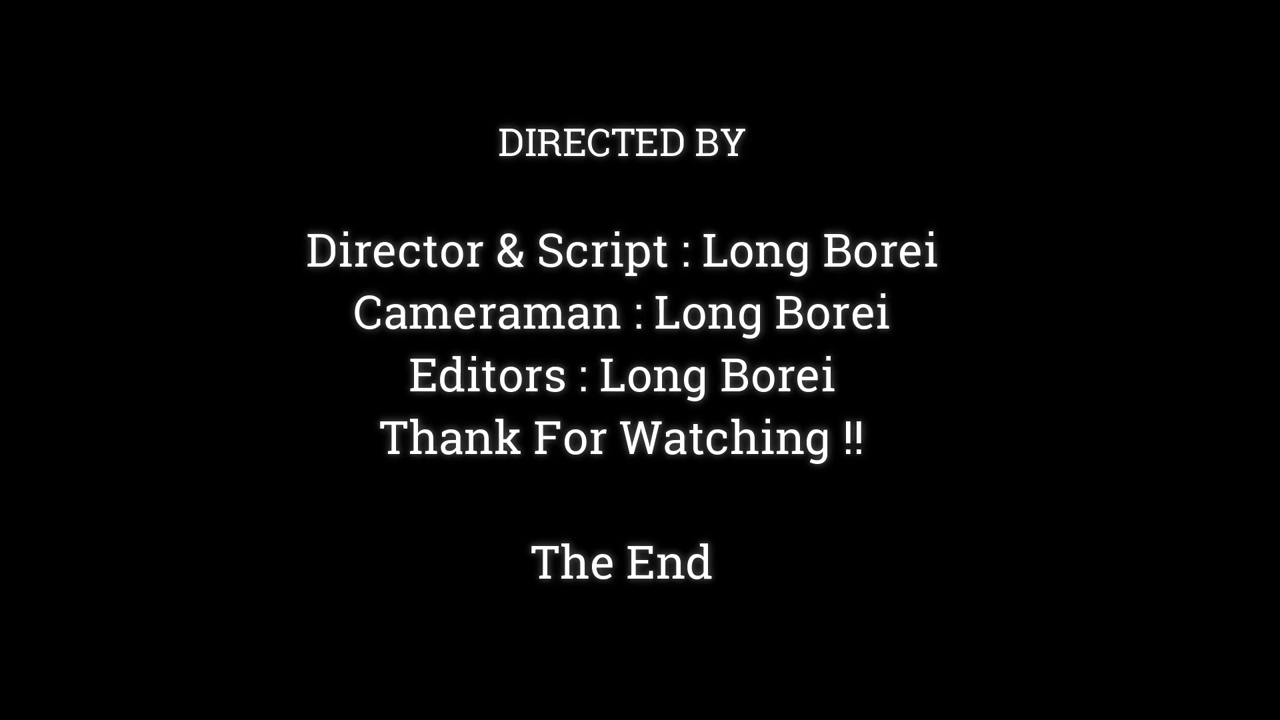 DIRECTED BY
Director & Script : Long Borei
Cameraman : Long Borei
Editors : Long Borei
Thank For Watching !!
The End